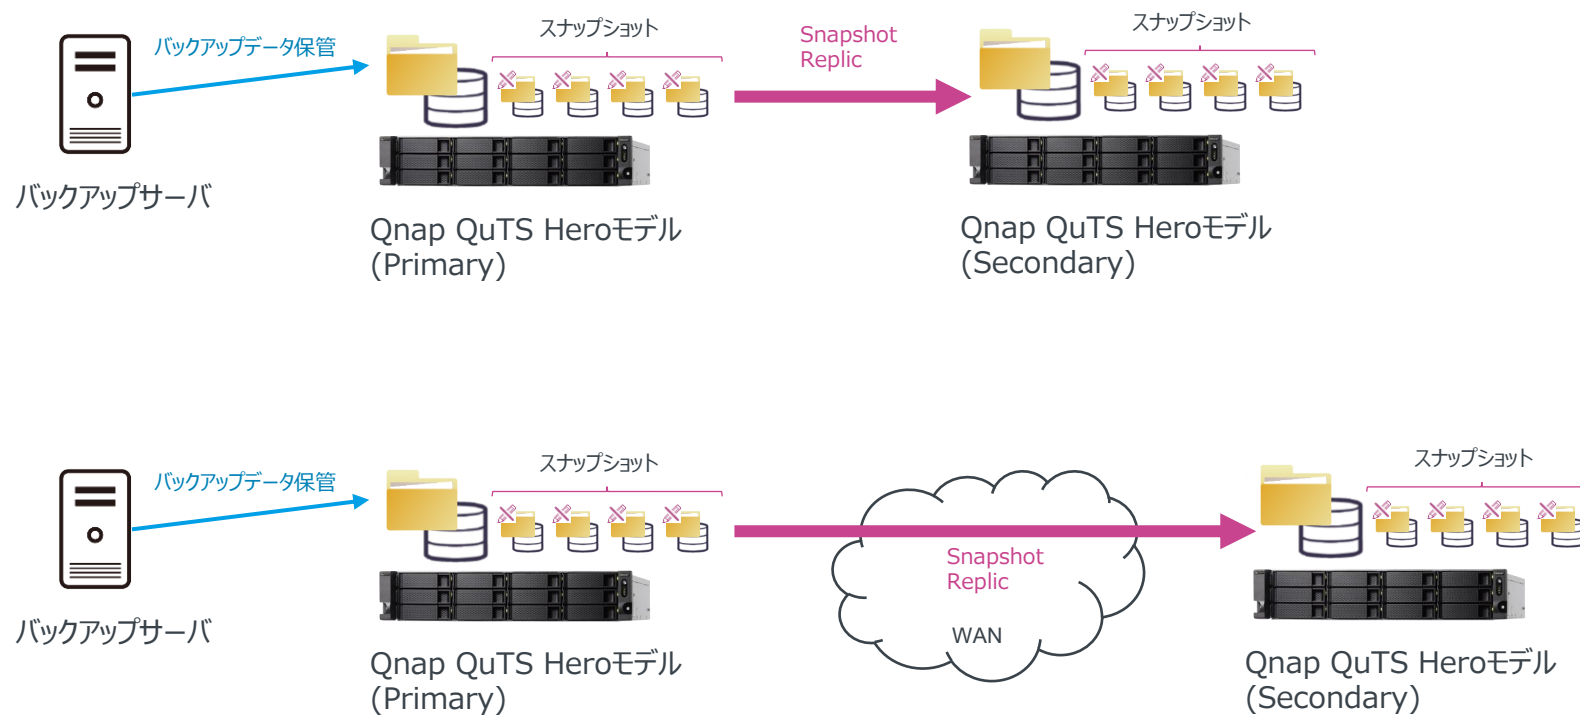 スナップショット
スナップショット
バックアップデータ保管
Snapshot
Replic
バックアップサーバ
Qnap QuTS Heroモデル
(Primary)
Qnap QuTS Heroモデル
(Secondary)
スナップショット
スナップショット
バックアップデータ保管
Snapshot
Replic
WAN
バックアップサーバ
Qnap QuTS Heroモデル
(Primary)
Qnap QuTS Heroモデル
(Secondary)